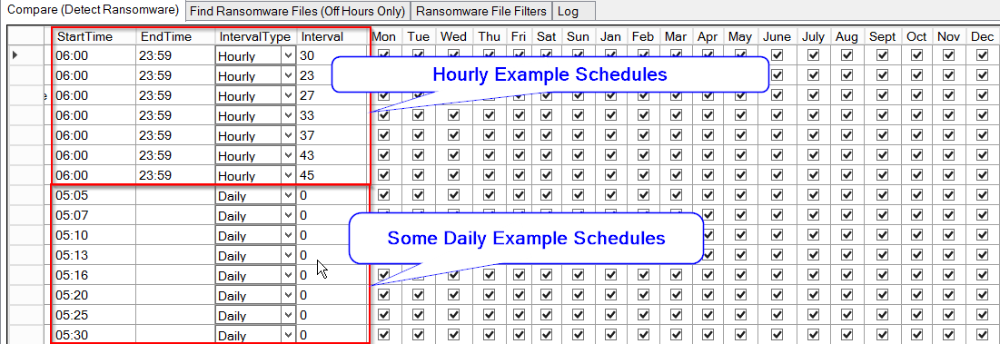 Compare (Detect Ransomware) Find Ransomware Files (Off Hours Only) Ransomware File Filters Log
StartTime EndTime IntervalType Interval Mon Tue Wed Thu Fri Sat Sun Jan Feb Mar Apr May June July Aug Sept Oct Nov Dec
06:00 23:59 Hourly 30
06:00 23:59 Hourly 23
Hourly Example Schedules
e 06:00 23:59 Hourly 27
06:00 23:59 Hourly 33
06:00 23:59 Hourly 37
06:00 23:59 Hourly 43
06:00 23:59 Hourly 45
05:05 Daily 0
05:07 Daily 0
05:10 Daily 0
Some Daily Example Schedules
05:13 Daily 0
05:16 Daily 0
05:20 Daily 0
05:25 Daily 0
05:30 Daily 0